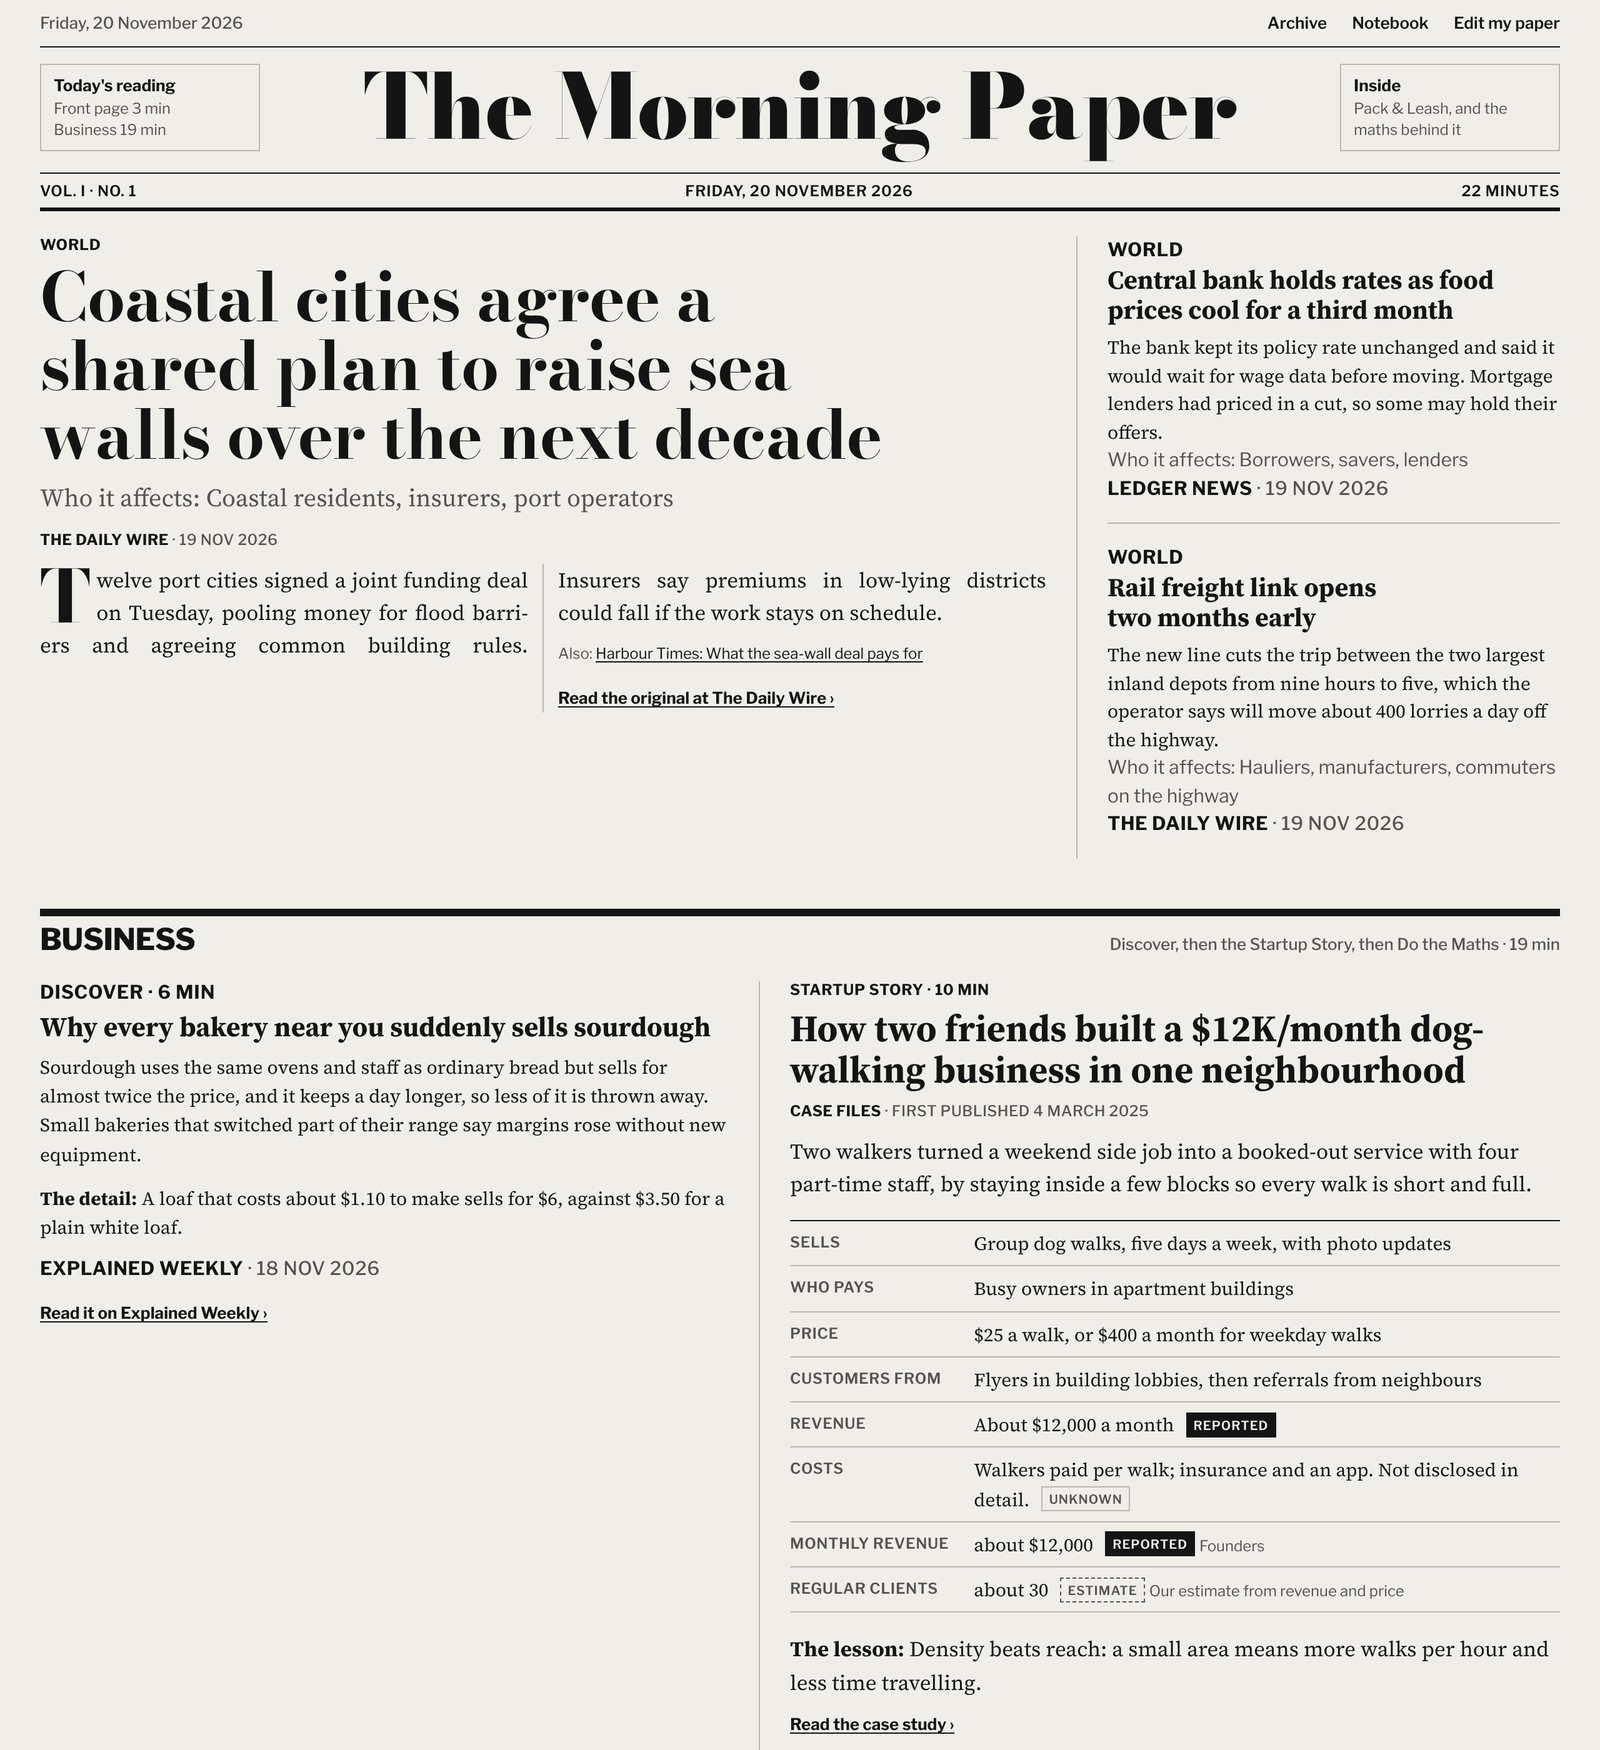 Friday, 20 November 2026
Archive Notebook Edit my paper
Today's reading
Front page 3 min
Business 19 min
The Morning Paper
Inside
Pack & Leash, and the
maths behind it
VOL. I · NO. 1
FRIDAY, 20 NOVEMBER 2026
22 MINUTES
WORLD
Coastal cities agree a
shared plan to raise sea
walls over the next decade
Who it affects: Coastal residents, insurers, port operators
THE DAILY WIRE · 19 NOV 2026
Twelve port cities signed a joint funding deal
on Tuesday, pooling money for flood barri-
ers and agreeing common building rules.
Insurers say premiums in low-lying districts
could fall if the work stays on schedule.
Also: Harbour Times: What the sea-wall deal pays for
Read the original at The Daily Wire ›
WORLD
Central bank holds rates as food
prices cool for a third month
The bank kept its policy rate unchanged and said it
would wait for wage data before moving. Mortgage
lenders had priced in a cut, so some may hold their
offers.
Who it affects: Borrowers, savers, lenders
LEDGER NEWS · 19 NOV 2026
WORLD
Rail freight link opens
two months early
The new line cuts the trip between the two largest
inland depots from nine hours to five, which the
operator says will move about 400 lorries a day off
the highway.
Who it affects: Hauliers, manufacturers, commuters
on the highway
THE DAILY WIRE · 19 NOV 2026
BUSINESS
Discover, then the Startup Story, then Do the Maths · 19 min
DISCOVER · 6 MIN
Why every bakery near you suddenly sells sourdough
Sourdough uses the same ovens and staff as ordinary bread but sells for
almost twice the price, and it keeps a day longer, so less of it is thrown away.
Small bakeries that switched part of their range say margins rose without new
equipment.
The detail: A loaf that costs about $1.10 to make sells for $6, against $3.50 for a
plain white loaf.
EXPLAINED WEEKLY · 18 NOV 2026
Read it on Explained Weekly ›
STARTUP STORY · 10 MIN
How two friends built a $12K/month dog-
walking business in one neighbourhood
CASE FILES · FIRST PUBLISHED 4 MARCH 2025
Two walkers turned a weekend side job into a booked-out service with four
part-time staff, by staying inside a few blocks so every walk is short and full.
SELLS Group dog walks, five days a week, with photo updates
WHO PAYS Busy owners in apartment buildings
PRICE $25 a walk, or $400 a month for weekday walks
CUSTOMERS FROM Flyers in building lobbies, then referrals from neighbours
REVENUE About $12,000 a month REPORTED
COSTS Walkers paid per walk; insurance and an app. Not disclosed in
detail. UNKNOWN
MONTHLY REVENUE about $12,000 REPORTED Founders
REGULAR CLIENTS about 30 ESTIMATE Our estimate from revenue and price
The lesson: Density beats reach: a small area means more walks per hour and
less time travelling.
Read the case study ›